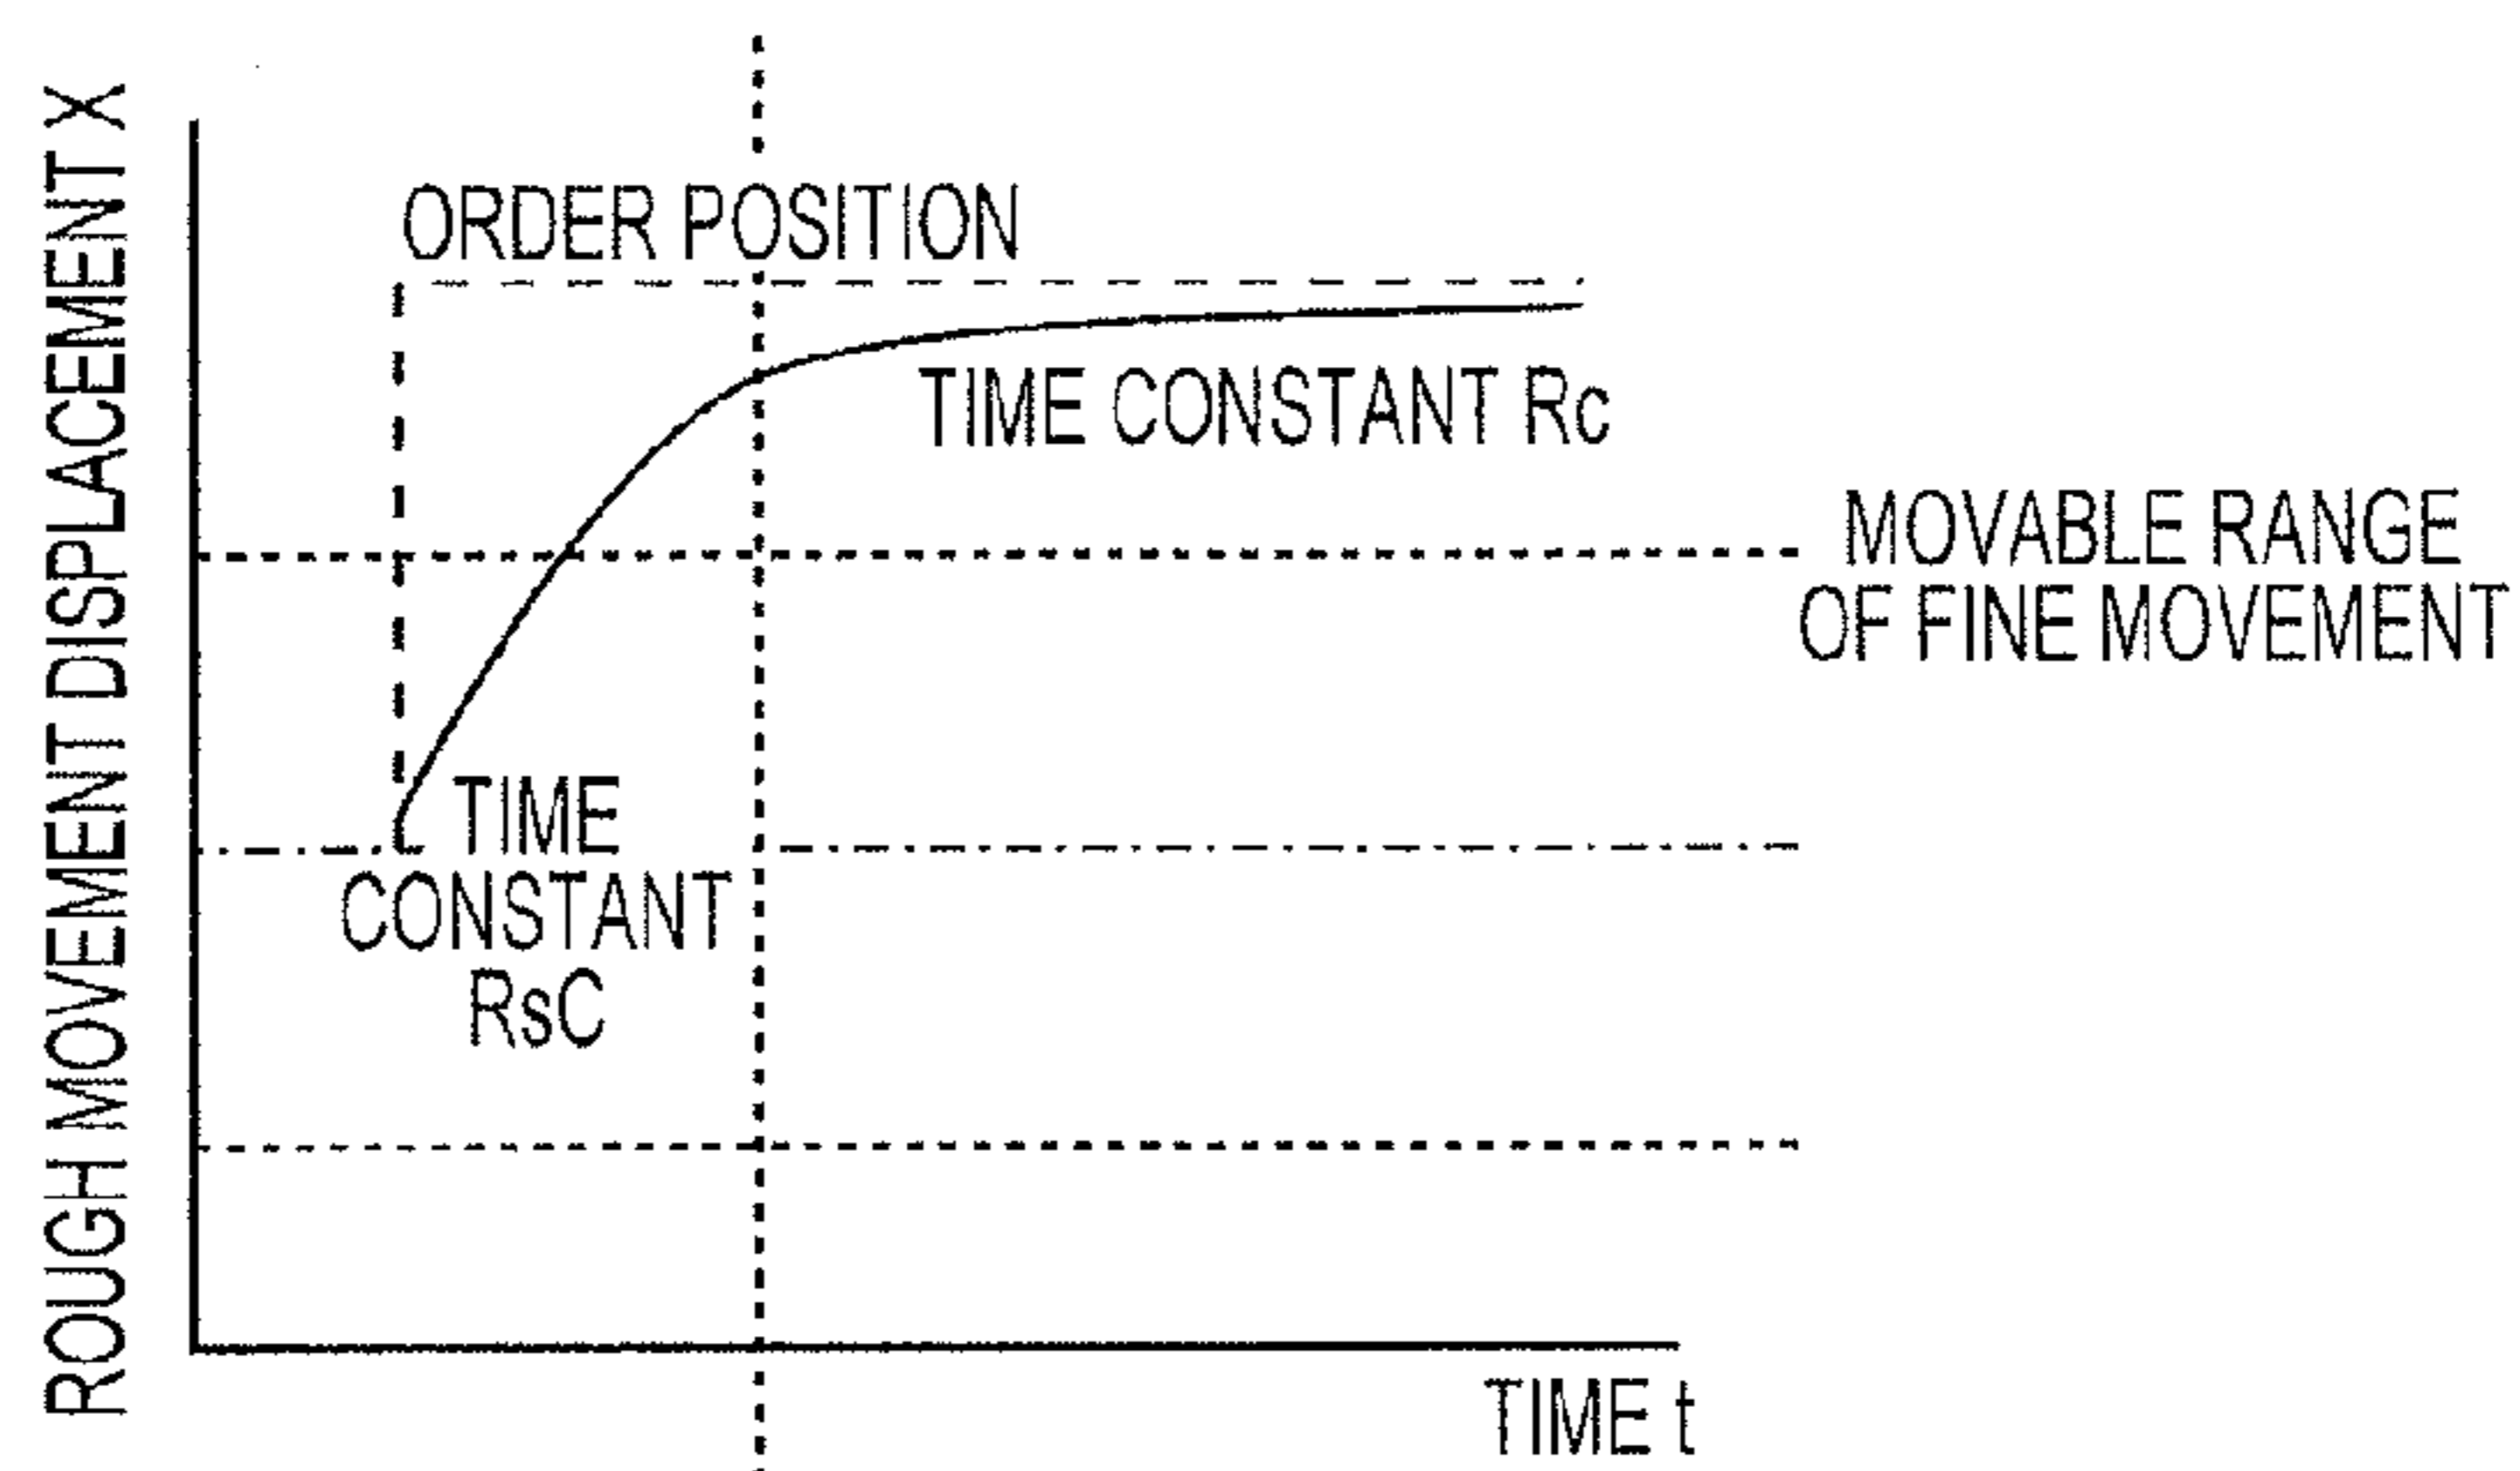 ROUGH MOVEMENT DISPLACEMENT X
ORDER POSITION
TIME CONSTANT Rc
MOVABLE RANGE
OF FINE MOVEMENT
TIME
CONSTANT
RsC
TIME t